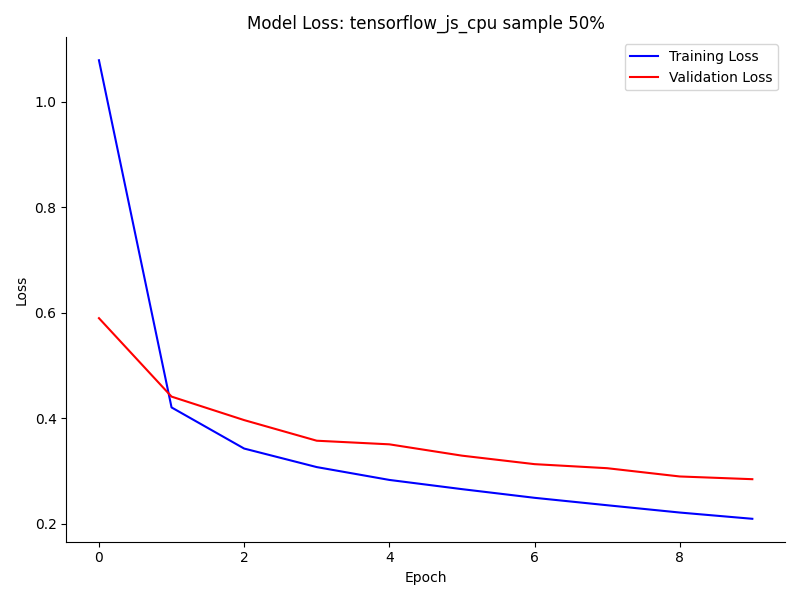 Model Loss: tensorflow_js_cpu sample 50%
Training Loss
Validation Loss
1.0
0.8
0.6
0.4
0.2
Loss
0 2 4 6 8
Epoch